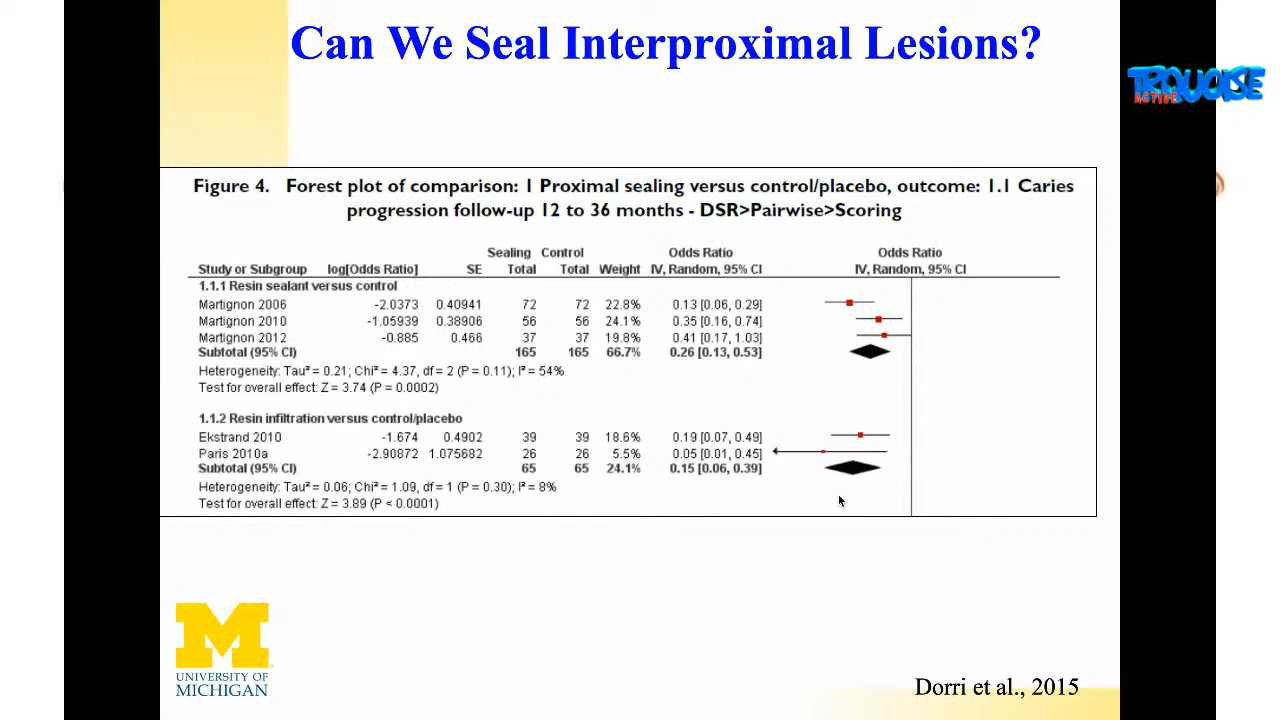 Can We Seal Interproximal Lesions?
TRQUOISE
ACTIVE
Figure 4. Forest plot of comparison: 1 Proximal sealing versus control/placebo, outcome: 1.1 Caries
progression follow-up 12 to 36 months - DSR>Pairwise>Scoring
Sealing Control Odds Ratio Odds Ratio
Study or Subgroup log[Odds Ratio] SE Total Total Weight IV, Random, 95% CI IV, Random, 95% CI
1.1.1 Resin sealant versus control
Martignon 2006 -2.0373 0.40941 72 72 22.8% 0.13 [0.06, 0.29]
Martignon 2010 -1.05939 0.38906 56 56 24.1% 0.35 [0.16, 0.74]
Martignon 2012 -0.885 0.466 37 37 19.8% 0.41 [0.17, 1.03]
Subtotal (95% CI) 165 165 66.7% 0.26 [0.13, 0.53]
Heterogeneity: Tau² = 0.21; Chi² = 4.37, df = 2 (P = 0.11); I² = 54%
Test for overall effect: Z = 3.74 (P = 0.0002)
1.1.2 Resin infiltration versus control/placebo
Ekstrand 2010 -1.674 0.4902 39 39 18.6% 0.19 [0.07, 0.49]
Paris 2010a -2.90872 1.075682 26 26 5.5% 0.05 [0.01, 0.45]
Subtotal (95% CI) 65 65 24.1% 0.15 [0.06, 0.39]
Heterogeneity: Tau² = 0.06; Chi² = 1.09, df = 1 (P = 0.30); I² = 8%
Test for overall effect: Z = 3.89 (P < 0.0001)
M
UNIVERSITY OF
MICHIGAN
Dorri et al., 2015